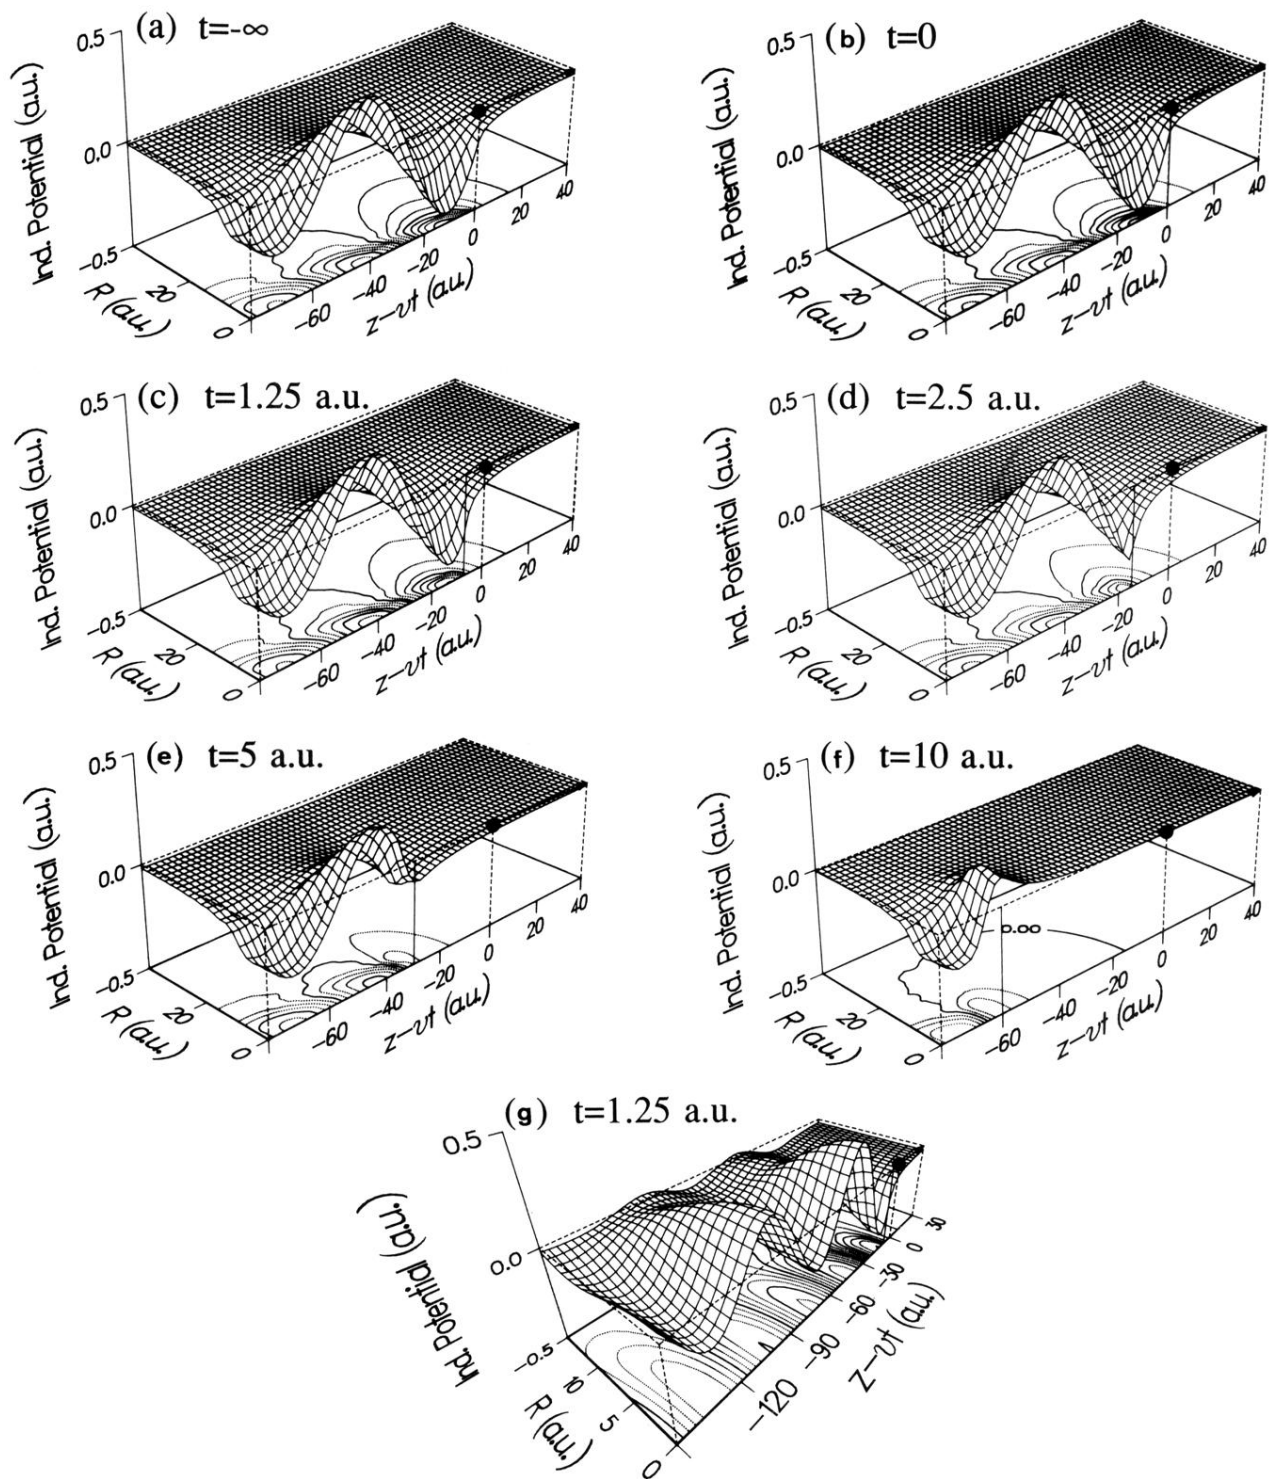 (a) t=-∞
0.5
0.0
-0.5
Ind. Potential (a.u.)
20
0
R (a.u.)
-60
-40
-20
0
20
40
z-vt (a.u.)
(b) t=0
0.5
0.0
-0.5
Ind. Potential (a.u.)
20
0
R (a.u.)
-60
-40
-20
0
20
40
z-vt (a.u.)
(c) t=1.25 a.u.
0.5
0.0
-0.5
Ind. Potential (a.u.)
20
0
R (a.u.)
-60
-40
-20
0
20
40
z-vt (a.u.)
(d) t=2.5 a.u.
0.5
0.0
-0.5
Ind. Potential (a.u.)
20
0
R (a.u.)
-60
-40
-20
0
20
40
z-vt (a.u.)
(e) t=5 a.u.
0.5
0.0
-0.5
Ind. Potential (a.u.)
20
0
R (a.u.)
-60
-40
-20
0
20
40
z-vt (a.u.)
(f) t=10 a.u.
0.5
0.0
-0.5
Ind. Potential (a.u.)
20
0
R (a.u.)
0.00
-60
-40
-20
0
20
40
z-vt (a.u.)
(g) t=1.25 a.u.
0.5
0.0
-0.5
Ind. Potential (a.u.)
10
5
0
R (a.u.)
-120
-90
-60
-30
0
30
Z-vt (a.u.)